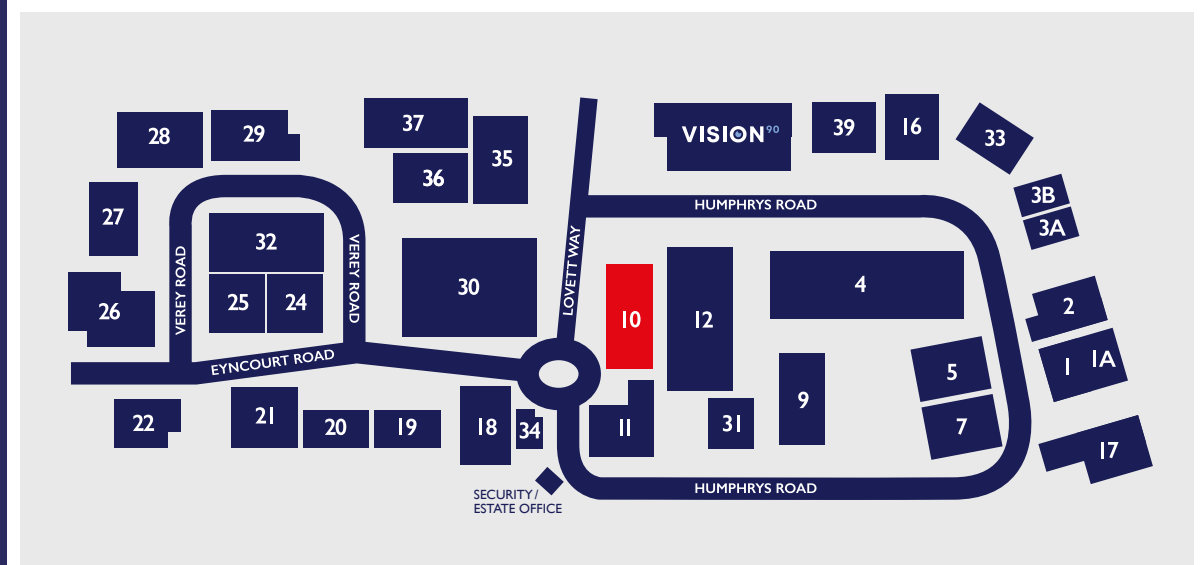 37
28
29
VISION 90
39
16
33
35
36
3B
27
HUMPHRYS ROAD
3A
32
VEREY ROAD
LOVETT WAY
30
4
VEREY ROAD
25
24
26
10
12
2
EYNCOURT ROAD
1
1A
5
9
22
21
20
19
18
34
11
31
7
17
SECURITY /
ESTATE OFFICE
HUMPHRYS ROAD